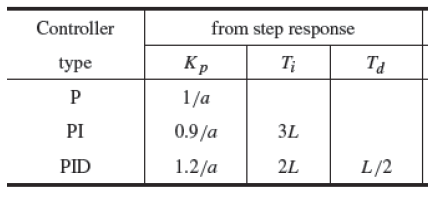 Controller from step response
type Kp Ti Td
P 1/a
PI 0.9/a 3L
PID 1.2/a 2L L/2